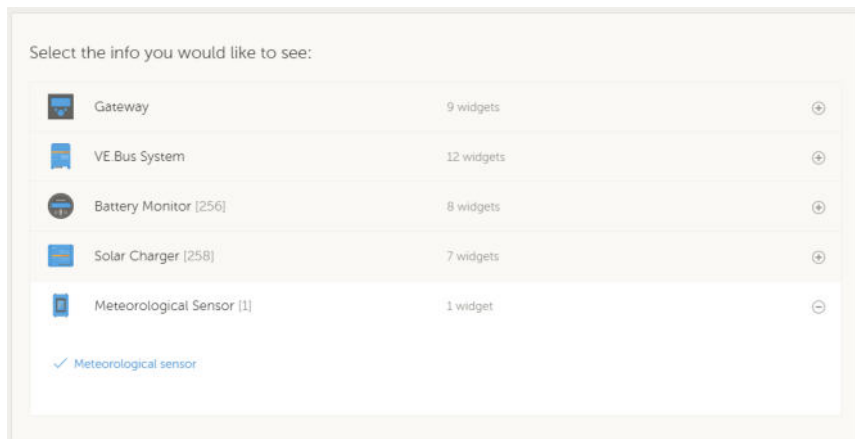 Select the info you would like to see:
Gateway 9 widgets
VE.Bus System 12 widgets
Battery Monitor [256] 8 widgets
Solar Charger [258] 7 widgets
Meteorological Sensor [1] 1 widget
Meteorological sensor